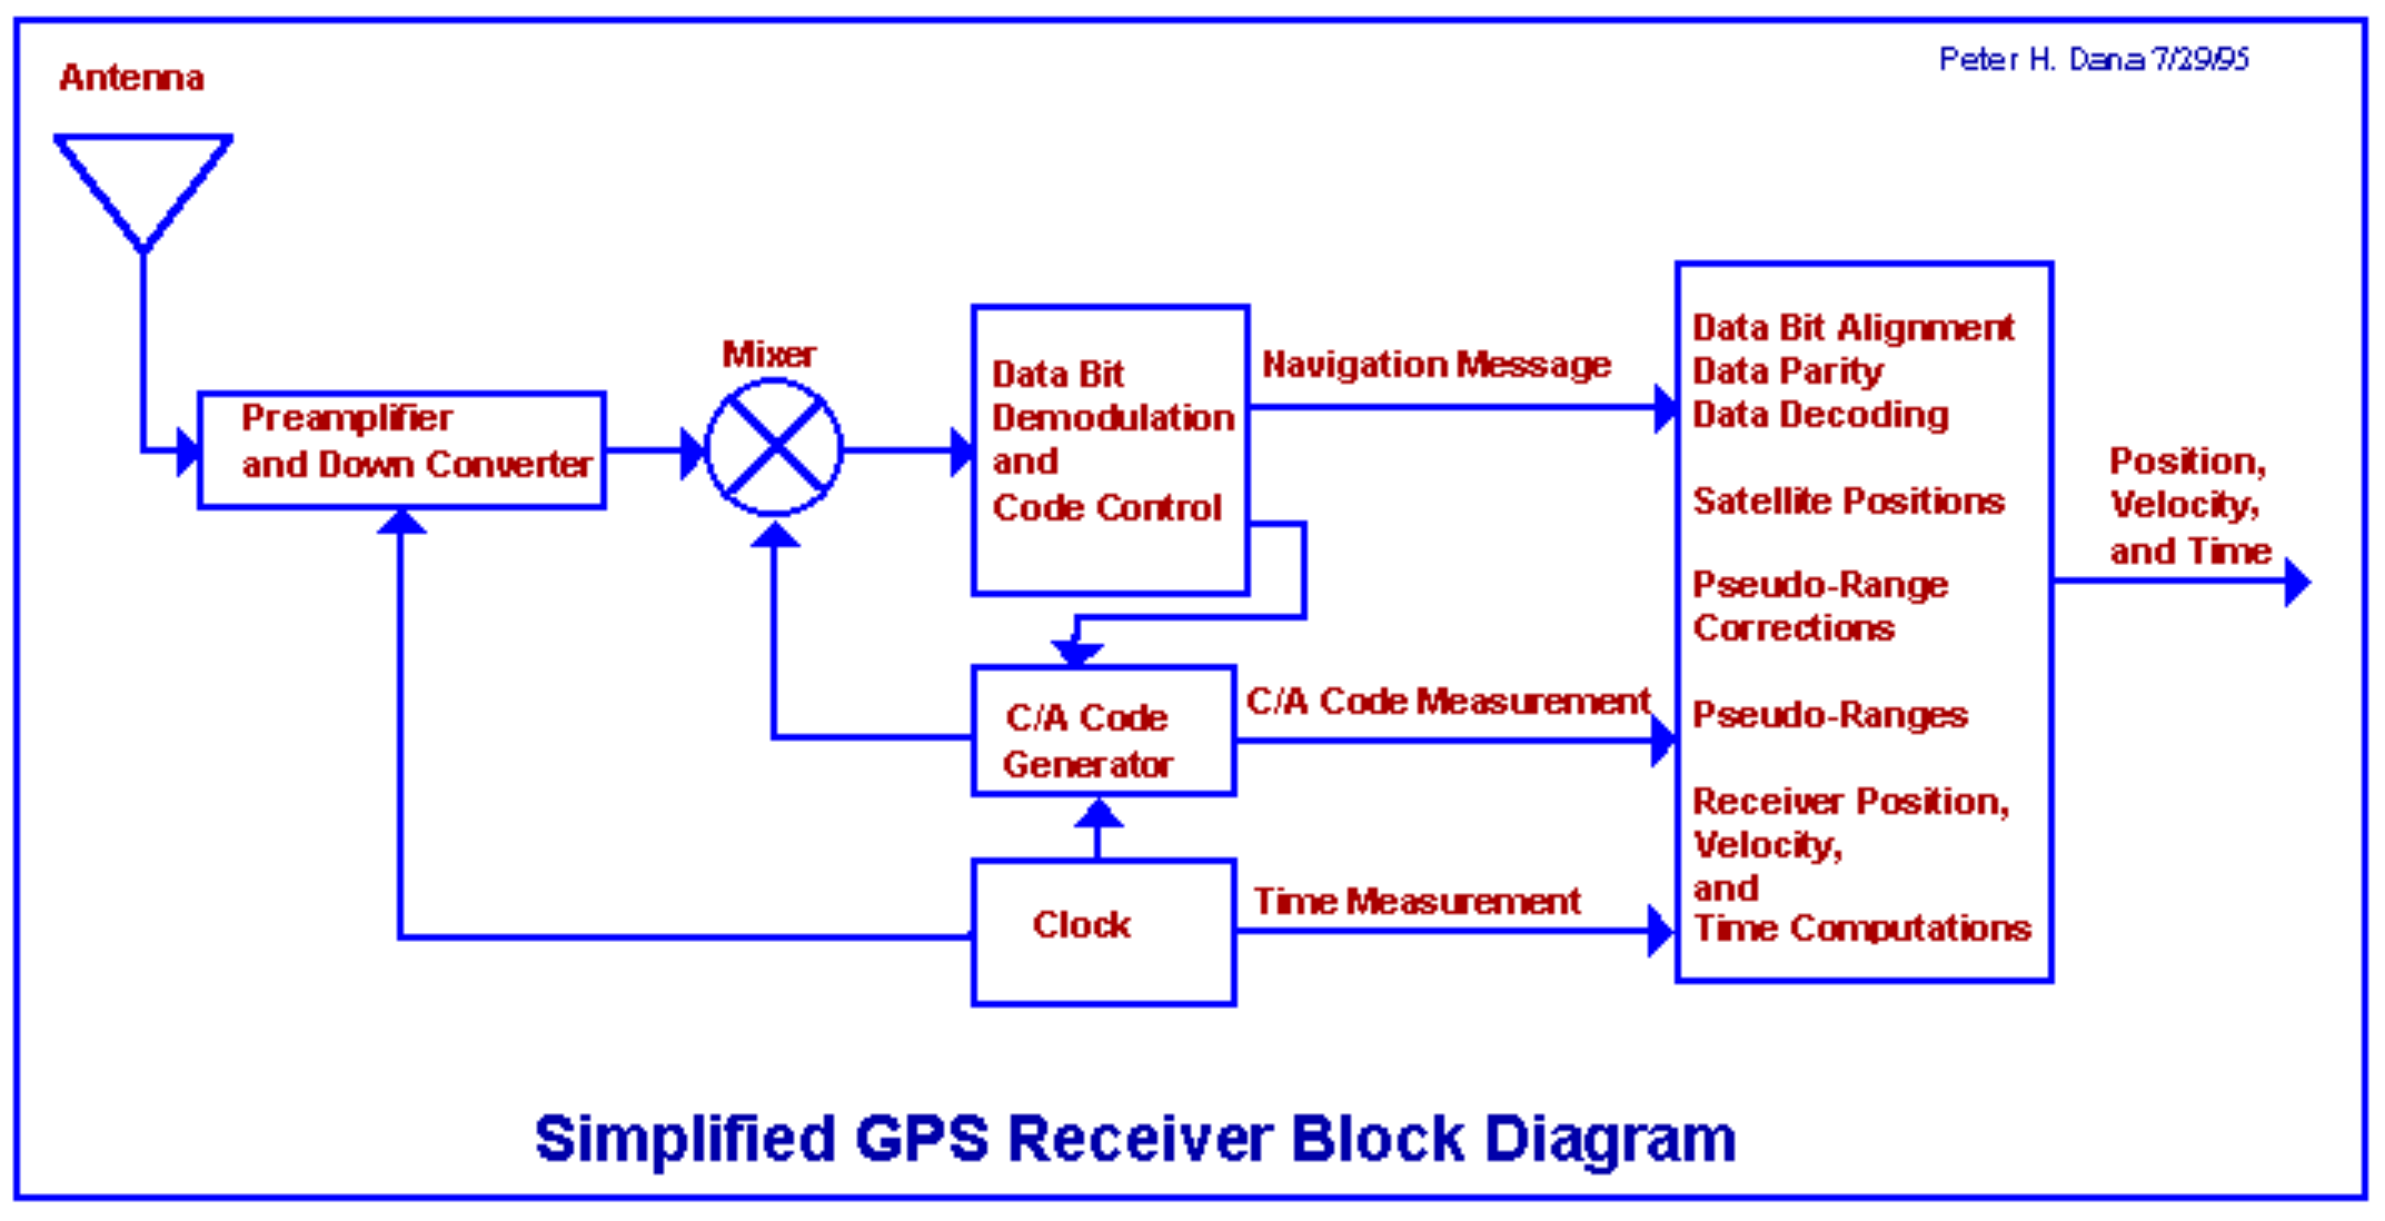 Peter H. Dana 7/29/95
Antenna
Preamplifier
and Down Converter
Mixer
Data Bit
Demodulation
and
Code Control
Navigation Message
C/A Code
Generator
C/A Code Measurement
Clock
Time Measurement
Data Bit Alignment
Data Parity
Data Decoding
Satellite Positions
Pseudo-Range
Corrections
Pseudo-Ranges
Receiver Position,
Velocity,
and
Time Computations
Position,
Velocity,
and Time
Simplified GPS Receiver Block Diagram